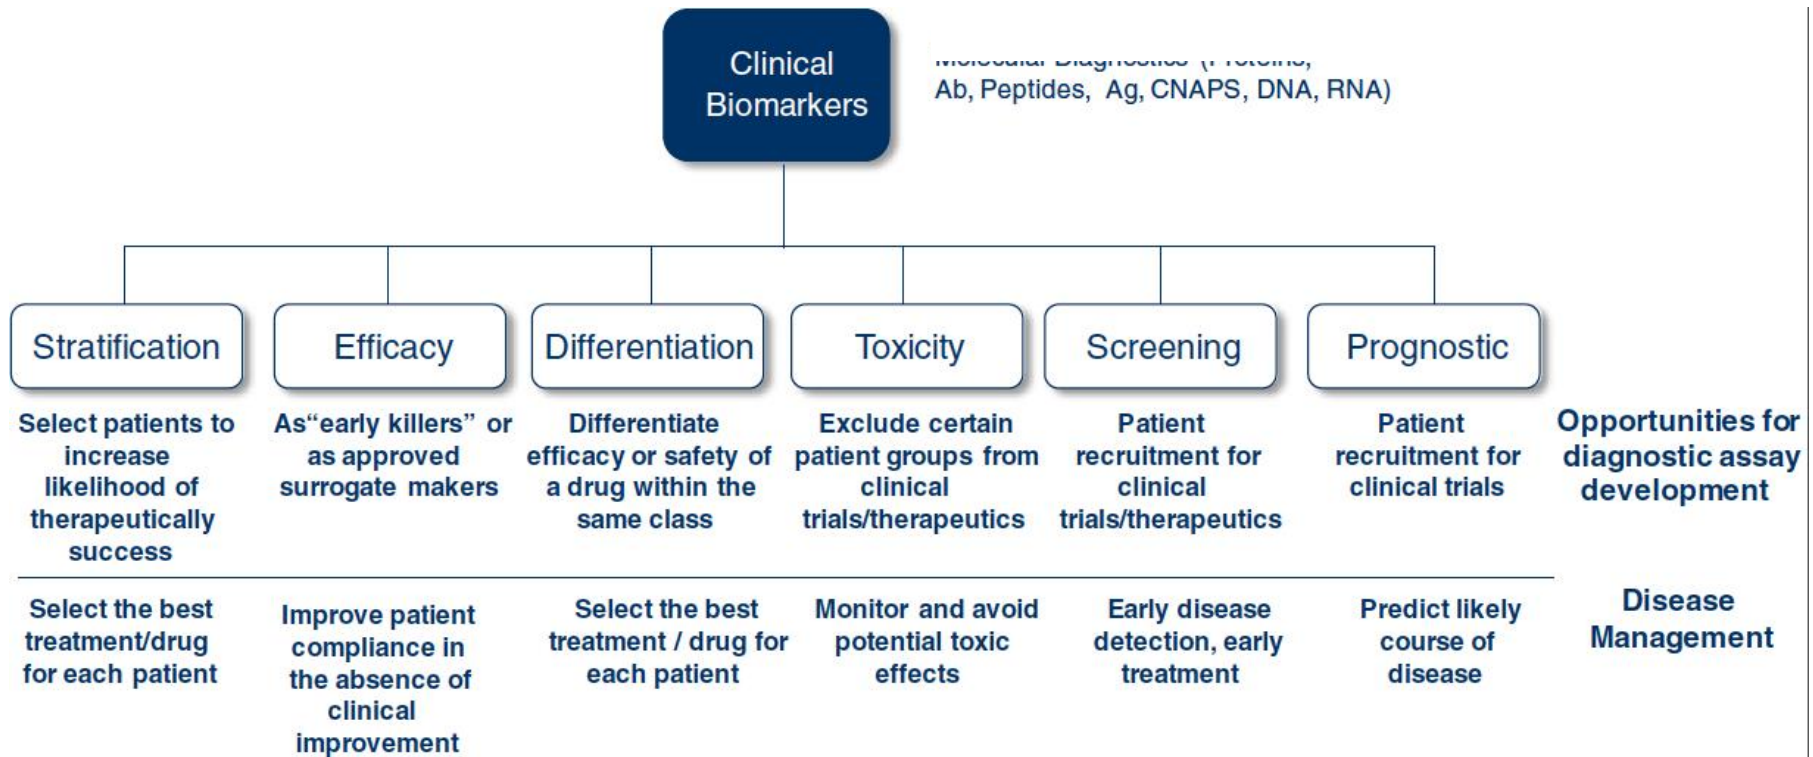 Clinical
Biomarkers
Molecular Diagnostics (Proteins,
Ab, Peptides, Ag, CNAPS, DNA, RNA)
Stratification
Efficacy
Differentiation
Toxicity
Screening
Prognostic
Select patients to
increase
likelihood of
therapeutically
success
As“early killers” or
as approved
surrogate makers
Differentiate
efficacy or safety of
a drug within the
same class
Exclude certain
patient groups from
clinical
trials/therapeutics
Patient
recruitment for
clinical
trials/therapeutics
Patient
recruitment for
clinical trials
Opportunities for
diagnostic assay
development
Select the best
treatment/drug
for each patient
Improve patient
compliance in
the absence of
clinical
improvement
Select the best
treatment / drug for
each patient
Monitor and avoid
potential toxic
effects
Early disease
detection, early
treatment
Predict likely
course of
disease
Disease
Management